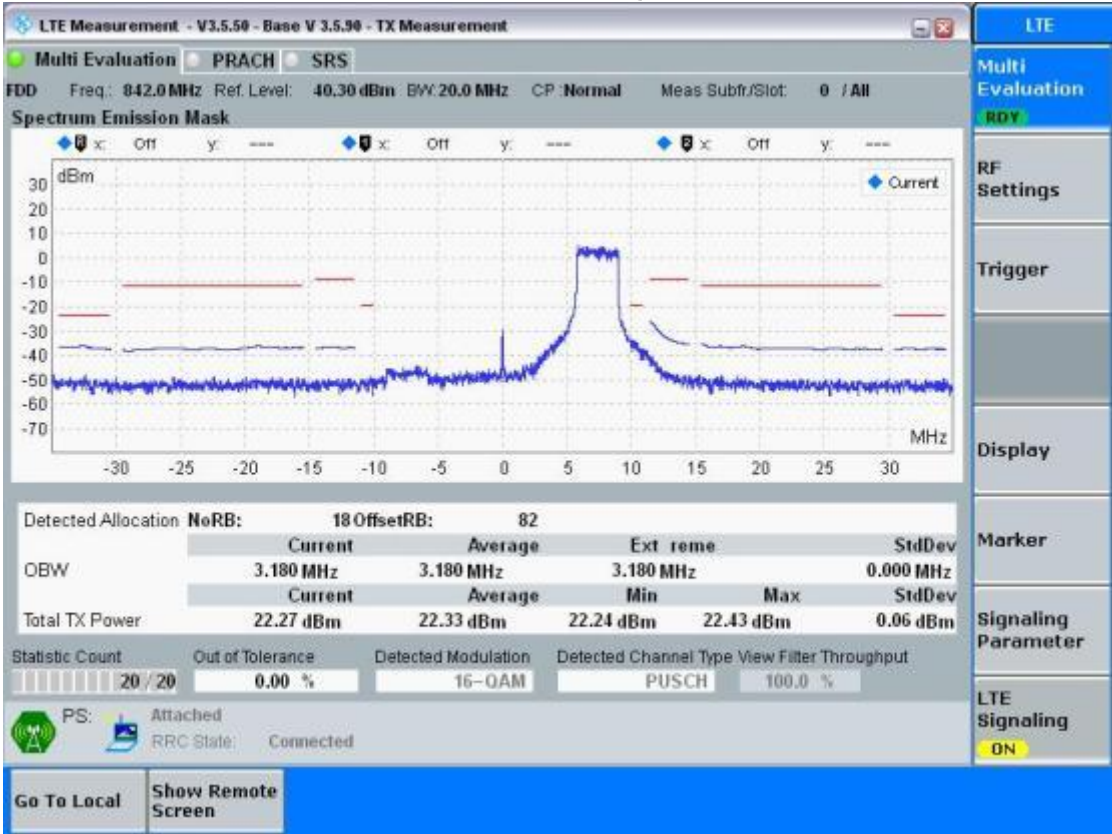 LTE Measurement - V3.5.50 - Base V 3.5.90 - TX Measurement
LTE
Multi Evaluation PRACH SRS
FDD Freq.: 842.0 MHz Ref. Level: 40.30 dBm BW: 20.0 MHz CP :Normal Meas Subfr./Slot: 0 / All
Spectrum Emission Mask
x: Off y: --- x: Off y: --- x: Off y: ---
dBm
Current
30
20
10
0
-10
-20
-30
-40
-50
-60
-70
MHz
-30 -25 -20 -15 -10 -5 0 5 10 15 20 25 30
Detected Allocation NoRB: 18 OffsetRB: 82
Current Average Ext reme StdDev
OBW 3.180 MHz 3.180 MHz 3.180 MHz 0.000 MHz
Current Average Min Max StdDev
Total TX Power 22.27 dBm 22.33 dBm 22.24 dBm 22.43 dBm 0.06 dBm
Statistic Count Out of Tolerance Detected Modulation Detected Channel Type View Filter Throughput
20 / 20 0.00 % 16-QAM PUSCH 100.0 %
PS: Attached
RRC State: Connected
Multi
Evaluation
RDY
RF
Settings
Trigger
Display
Marker
Signaling
Parameter
LTE
Signaling
ON
Go To Local
Show Remote
Screen